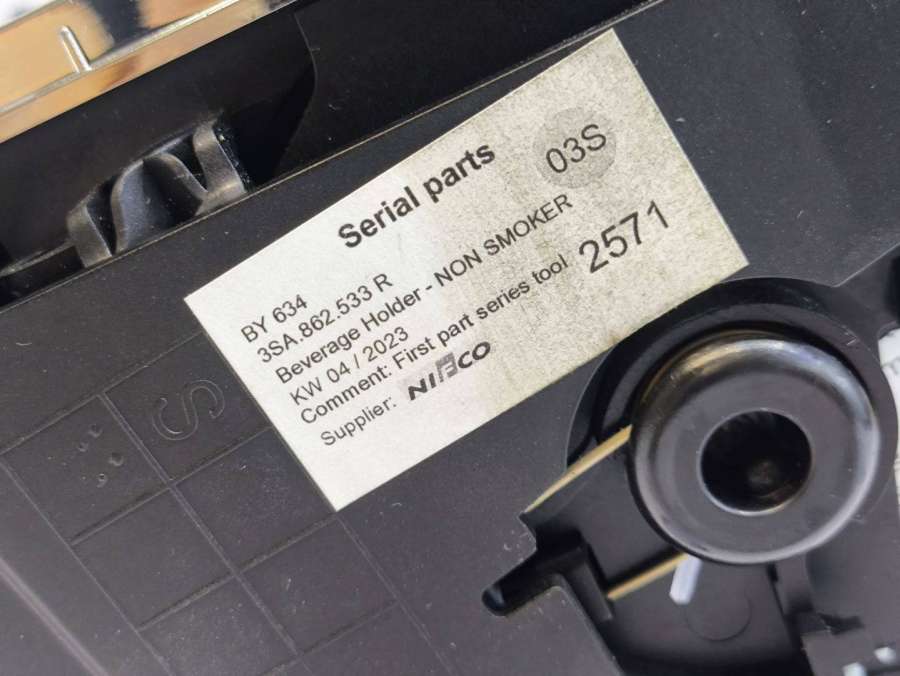 Serial parts
03S
BY 634
3SA.862.533 R
Beverage Holder - NON SMOKER
KW 04 / 2023
Comment: First part series tool 2571
Supplier: NIFCO
S